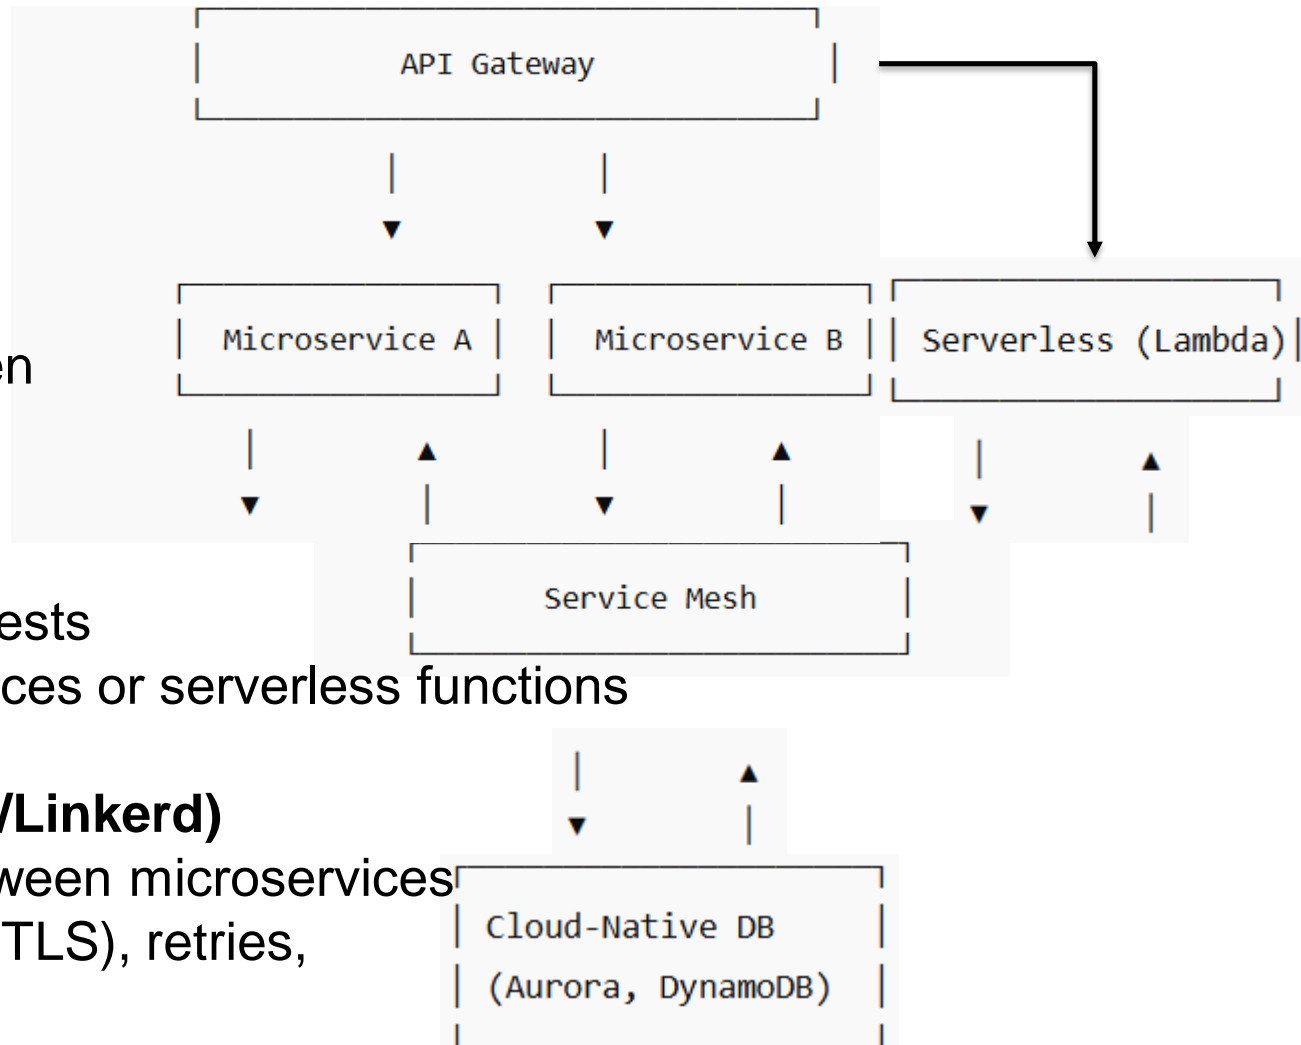 API Gateway
Microservice A
Microservice B
Serverless (Lambda)
en
Service Mesh
ests
ces or serverless functions
/Linkerd)
ween microservices
TLS), retries,
Cloud-Native DB
(Aurora, DynamoDB)